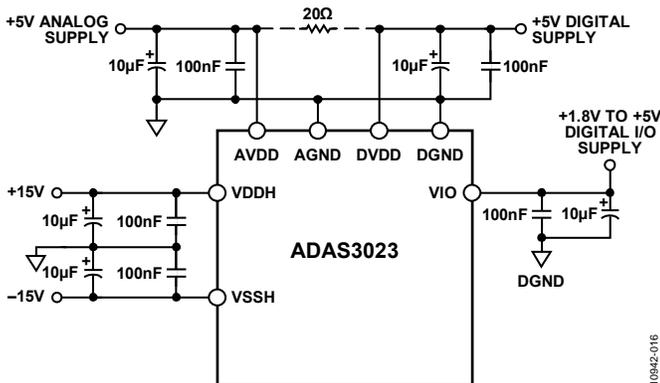 +5V ANALOG
SUPPLY
20Ω
+5V DIGITAL
SUPPLY
10µF
+
100nF
10µF
+
100nF
+1.8V TO +5V
DIGITAL I/O
SUPPLY
AVDD
AGND
DVDD
DGND
+15V
VDDH
VIO
10µF
+
100nF
100nF
10µF
+
ADAS3023
10µF
+
100nF
DGND
–15V
VSSH
10942-016